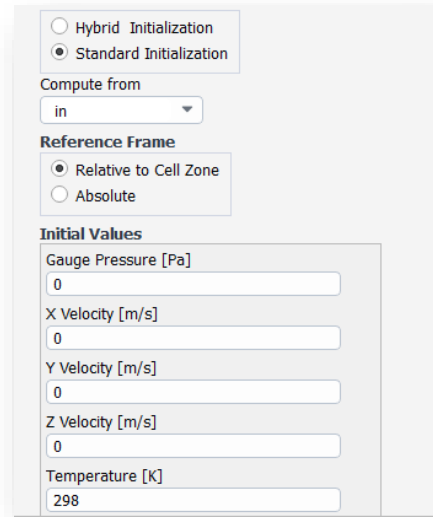 Hybrid Initialization
Standard Initialization
Compute from
in
Reference Frame
Relative to Cell Zone
Absolute
Initial Values
Gauge Pressure [Pa]
0
X Velocity [m/s]
0
Y Velocity [m/s]
0
Z Velocity [m/s]
0
Temperature [K]
298